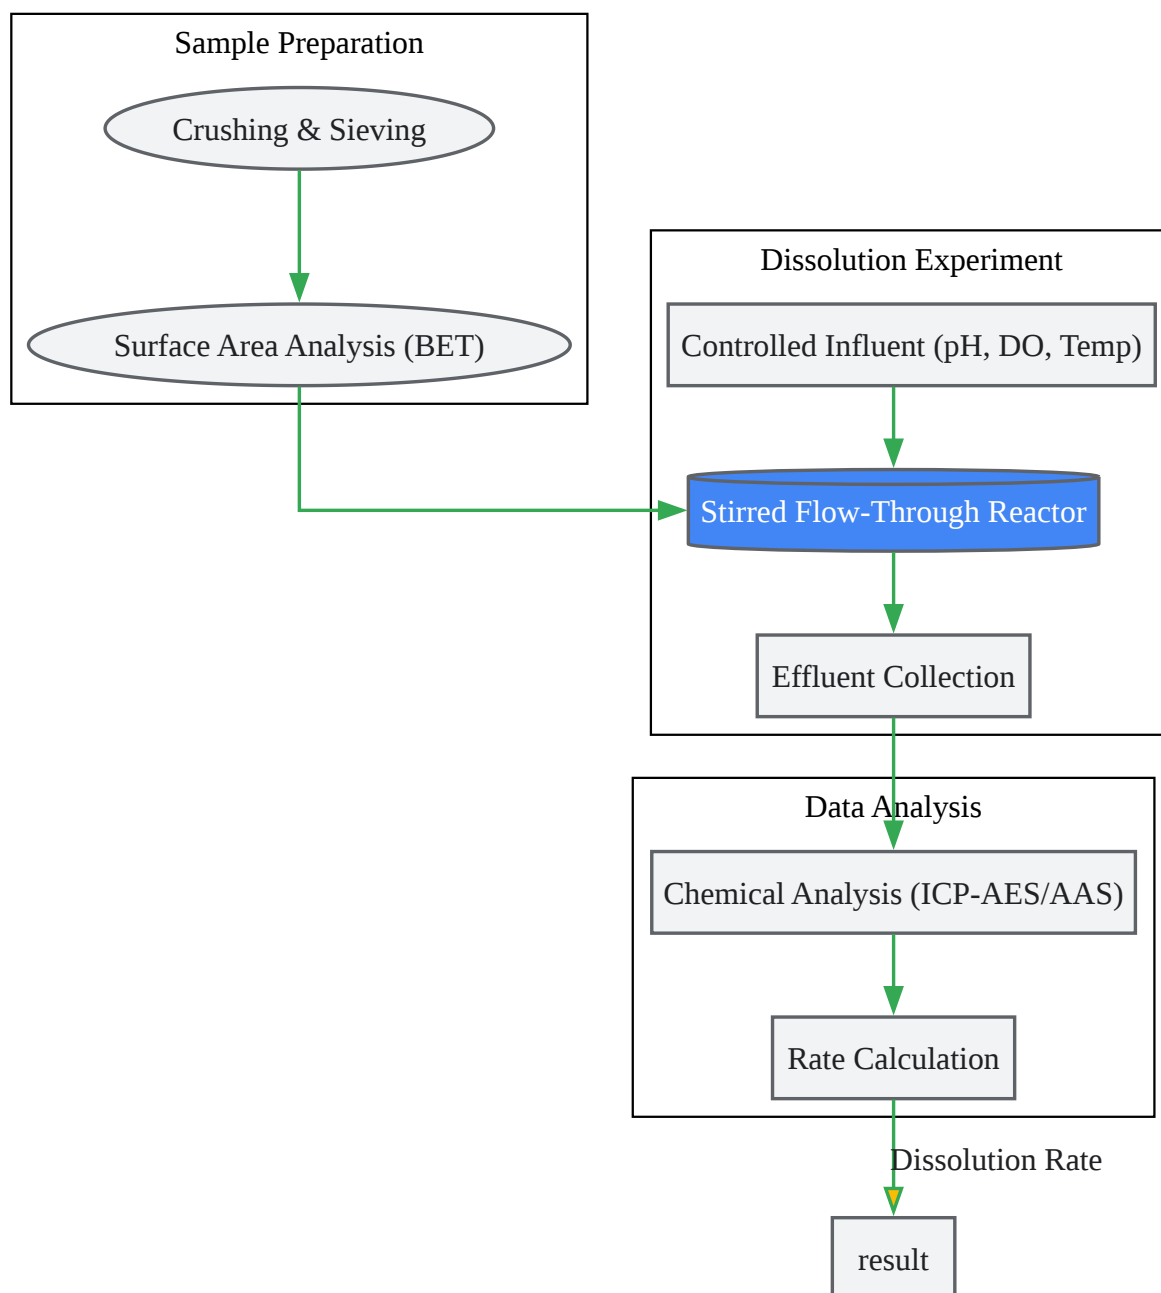 Sample Preparation
Crushing & Sieving
Surface Area Analysis (BET)
Dissolution Experiment
Controlled Influent (pH, DO, Temp)
Stirred Flow-Through Reactor
Effluent Collection
Data Analysis
Chemical Analysis (ICP-AES/AAS)
Rate Calculation
Dissolution Rate
result